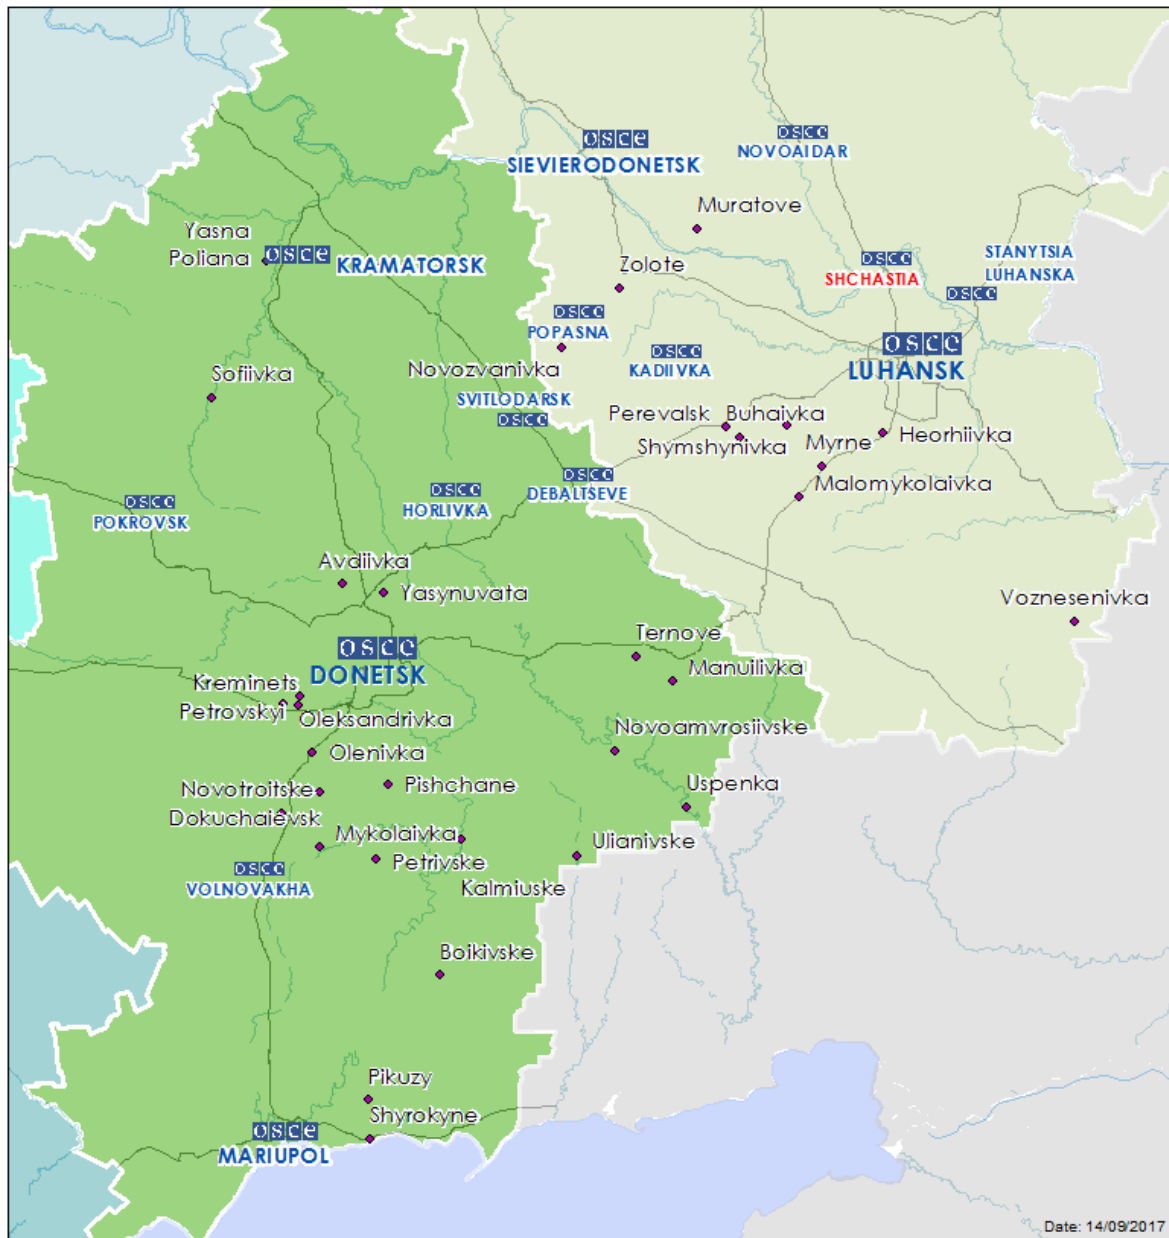 osce
SIEVIERODONETSK
osce
NOVOAIDAR
Muratove
Yasna
Poliana
osce
KRAMATORSK
Zolote
osce
SHCHASTIA
STANYTSIA
LUHANSKA
osce
osce
POPASNA
osce
KADIIVKA
osce
LUHANSK
Sofiivka
Novozvanivka
SVITLODARSK
osce
Perevalsk
Buhaivka
Shymshynivka
Myrne
Heorhiivka
Malomykolaivka
osce
DEBALTSEVE
osce
HORLIVKA
osce
POKROVSK
Avdiivka
Yasynuvata
Voznesenivka
Ternove
Manuilivka
osce
DONETSK
Kreminets
Petrovskyi
Oleksandrivka
Novoamvrosiivske
Olenivka
Novotroitske
Pishchane
Uspenka
Dokuchaievsk
Mykolaivka
Petrivske
Ulianivske
osce
VOLNOVAKHA
Kalmiuske
Boikivske
Pikuzy
Shyrokyne
osce
MARIUPOL
Date: 14/09/2017